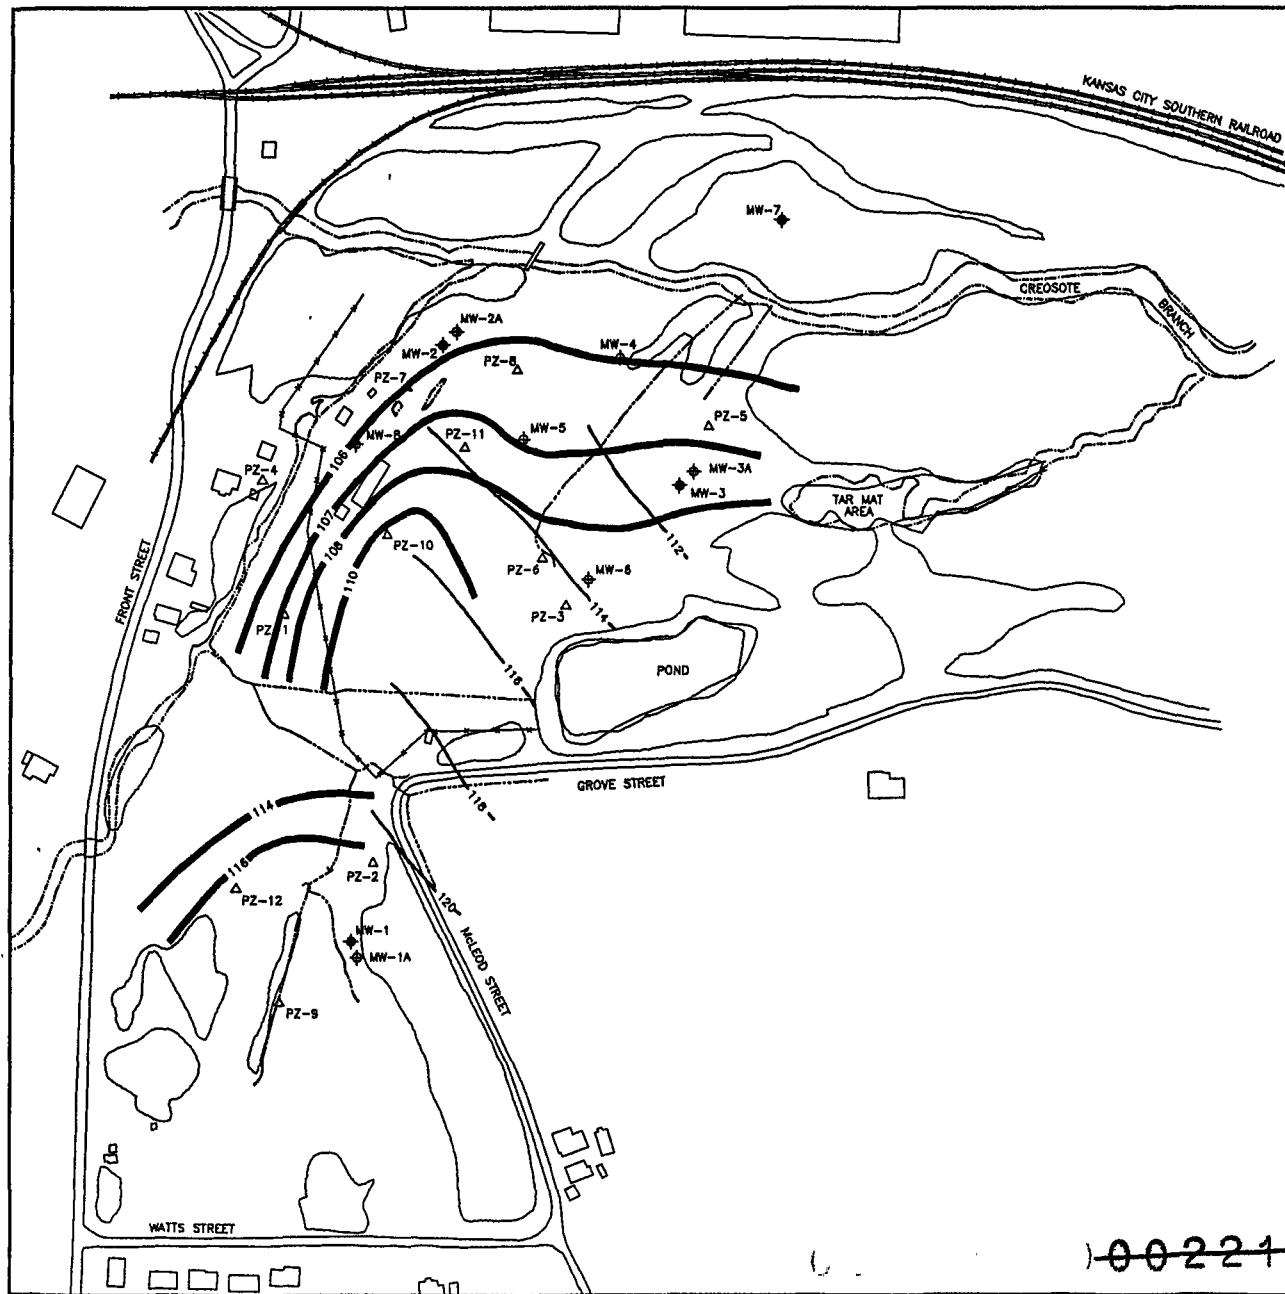 KANSAS CITY SOUTHERN RAILROAD
MW-7
CREOSOTE
BRANCH
MW-2A
MW-2
MW-4
PZ-8
PZ-7
PZ-5
MW-8
PZ-11
MW-5
106
PZ-4
MW-3A
MW-3
TAR MAT
AREA
107
108
112
PZ-10
110
PZ-6
MW-6
FRONT STREET
PZ-1
PZ-3
114
POND
116
GROVE STREET
118
114
116
PZ-2
PZ-12
120
McLEOD STREET
MW-1
MW-1A
PZ-9
WATTS STREET
00221